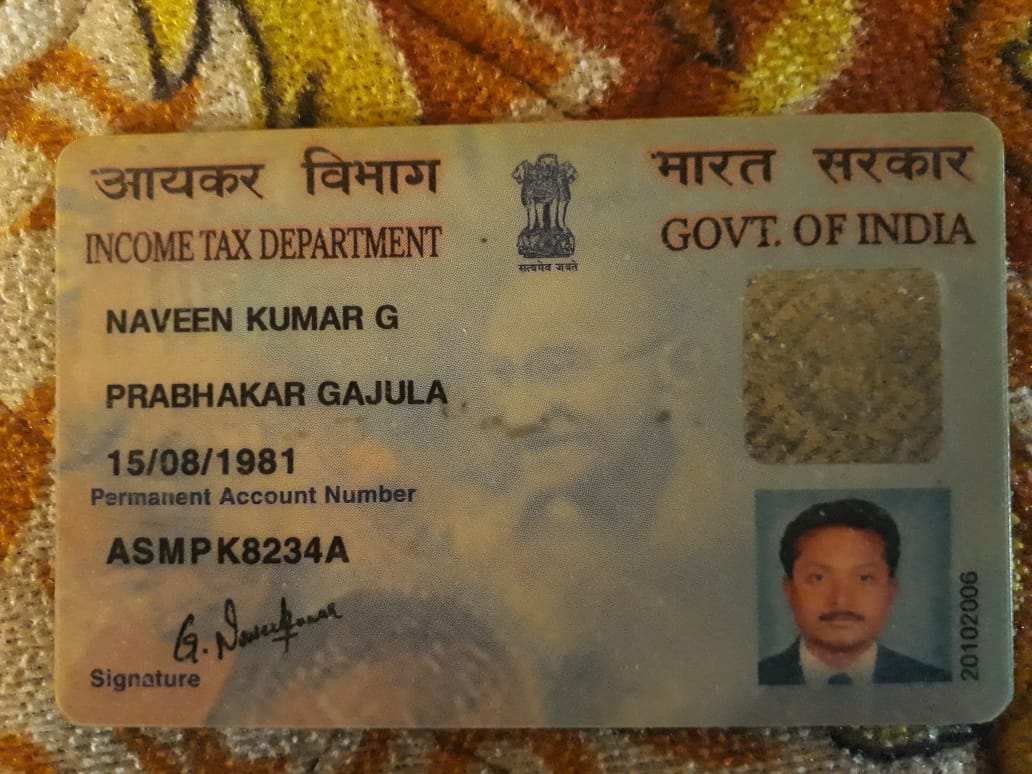 आयकर विभाग
INCOME TAX DEPARTMENT
सत्यमेव जयते
भारत सरकार
GOVT. OF INDIA
NAVEEN KUMAR G
PRABHAKAR GAJULA
15/08/1981
Permanent Account Number
ASMPK8234A
G. Naveenkumar
Signature
20102006